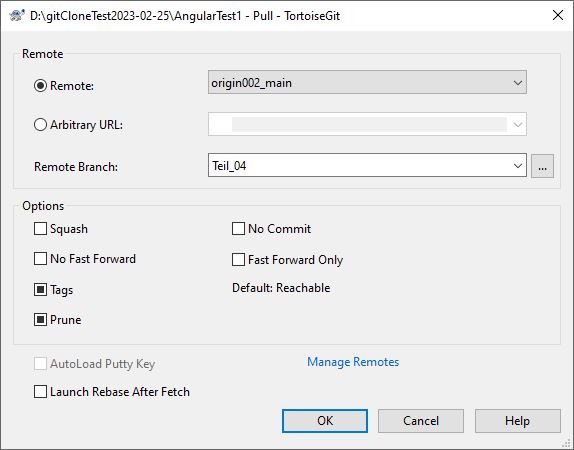 D:\gitCloneTest2023-02-25\AngularTest1 - Pull - TortoiseGit
Remote
Remote:
origin002_main
Arbitrary URL:
Remote Branch:
Teil_04
...
Options
Squash
No Commit
No Fast Forward
Fast Forward Only
Tags
Default: Reachable
Prune
AutoLoad Putty Key
Manage Remotes
Launch Rebase After Fetch
OK
Cancel
Help